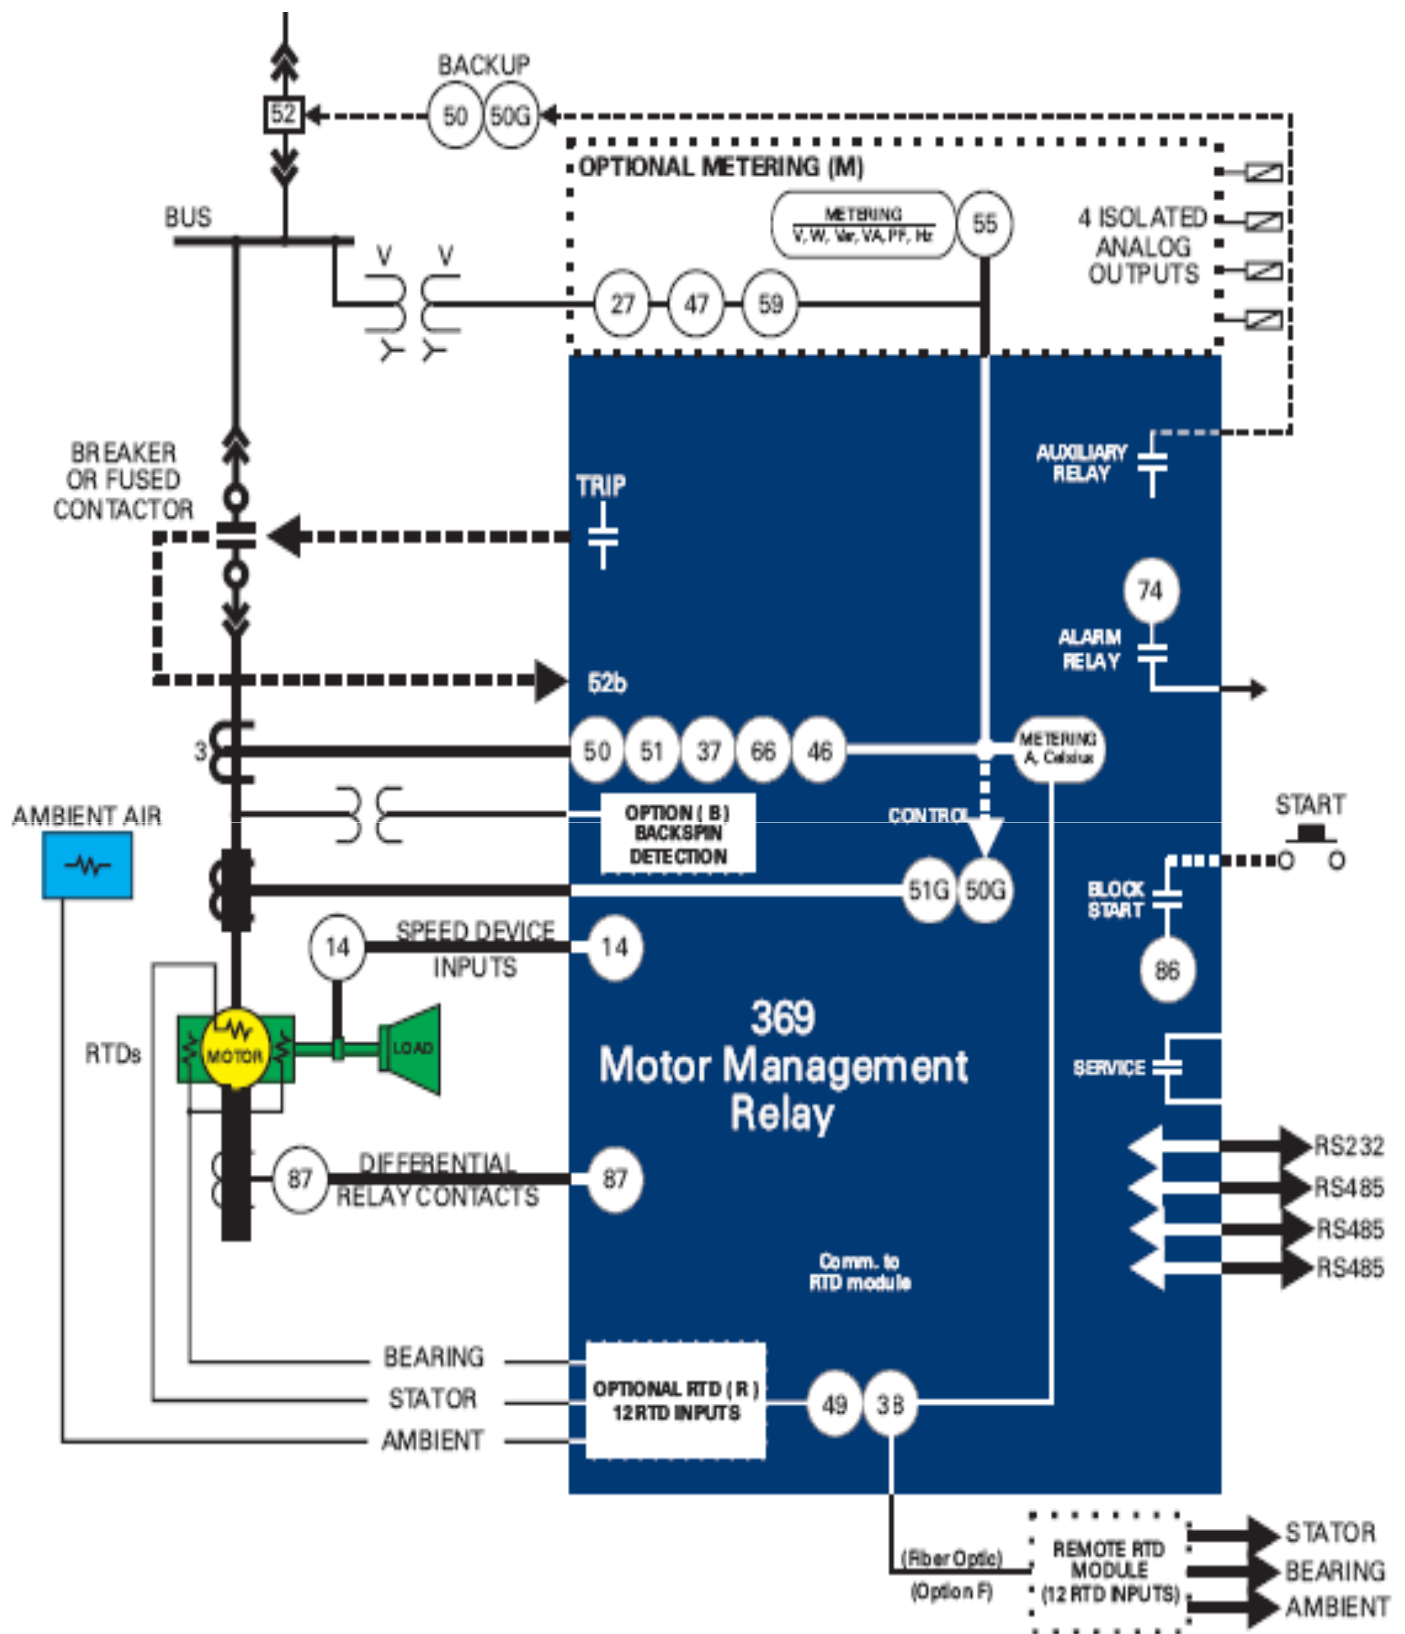 BACKUP
52
50
50G
OPTIONAL METERING (M)
METERING
V, W, Var, VA, PF, Hz
55
4 ISOLATED
ANALOG
OUTPUTS
BUS
V
V
27
47
59
BREAKER
OR FUSED
CONTACTOR
TRIP
AUXILIARY
RELAY
74
ALARM
RELAY
52b
3
50
51
37
66
46
METERING
A, Celsius
AMBIENT AIR
OPTION ( B )
BACKSPIN
DETECTION
CONTROL
START
51G
50G
BLOCK
START
86
14
SPEED DEVICE
INPUTS
14
369
Motor Management
Relay
RTDs
MOTOR
LOAD
SERVICE
RS232
RS485
RS485
RS485
87
DIFFERENTIAL
RELAY CONTACTS
87
Comm. to
RTD module
BEARING
STATOR
AMBIENT
OPTIONAL RTD ( R )
12 RTD INPUTS
49
38
(Fiber Optic)
(Option F)
REMOTE RTD
MODULE
(12 RTD INPUTS)
STATOR
BEARING
AMBIENT